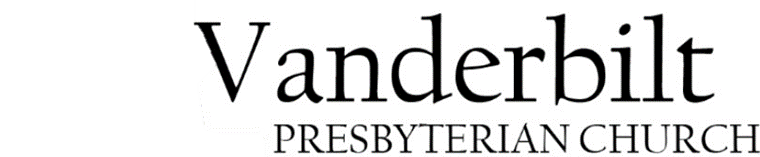 Vanderbilt
PRESBYTERIAN CHURCH